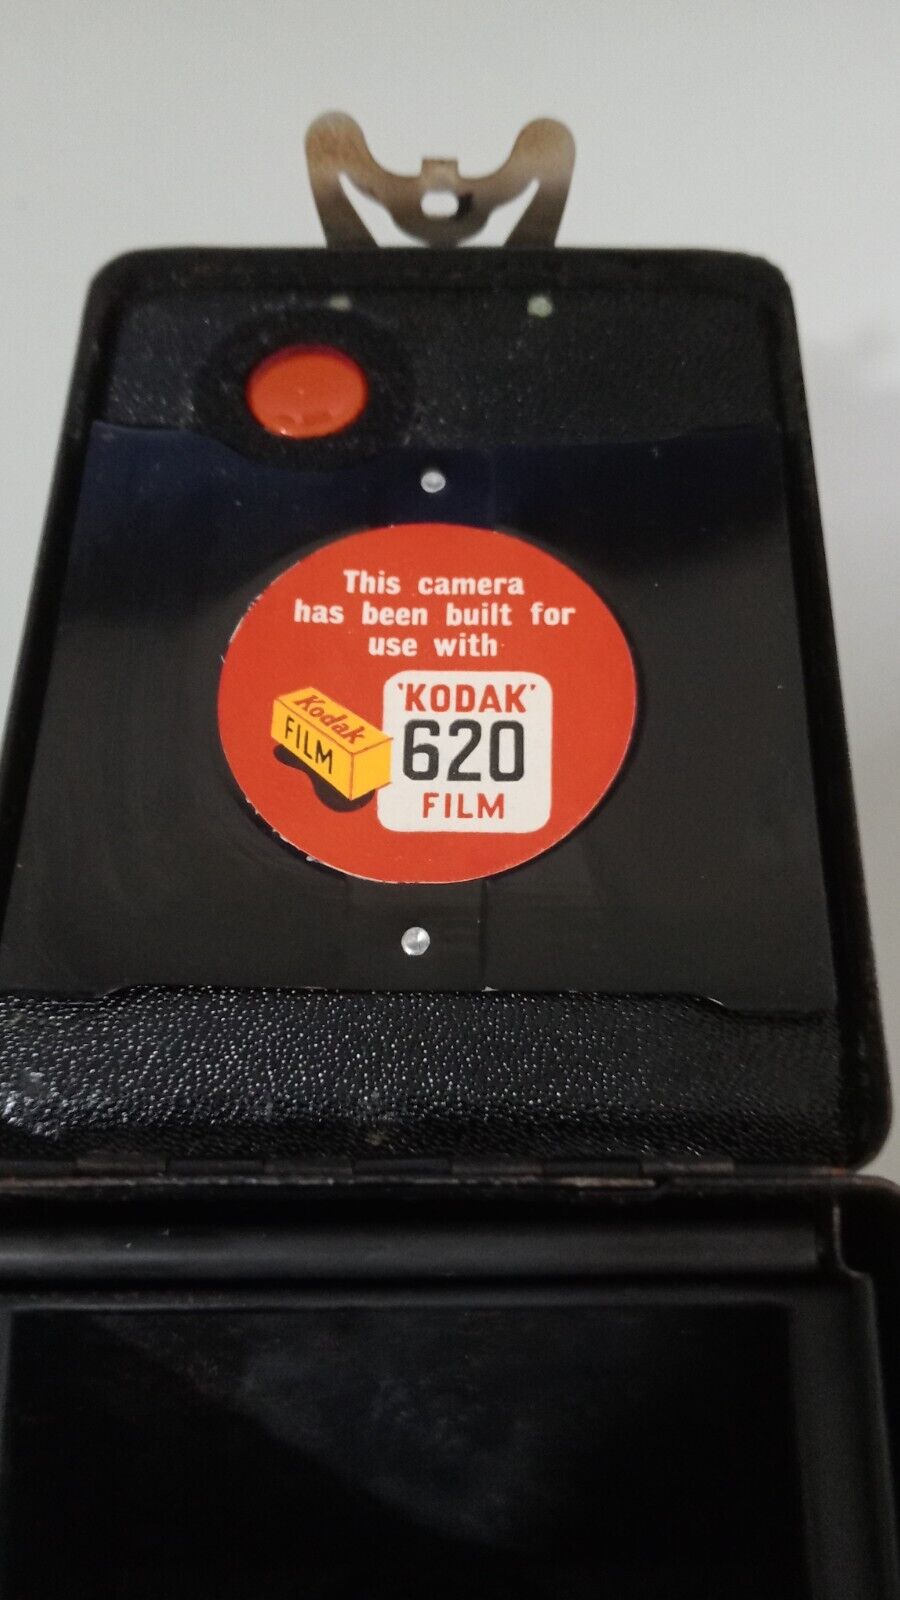 This camera
has been built for
use with
'KODAK'
620
FILM
Kodak
FILM